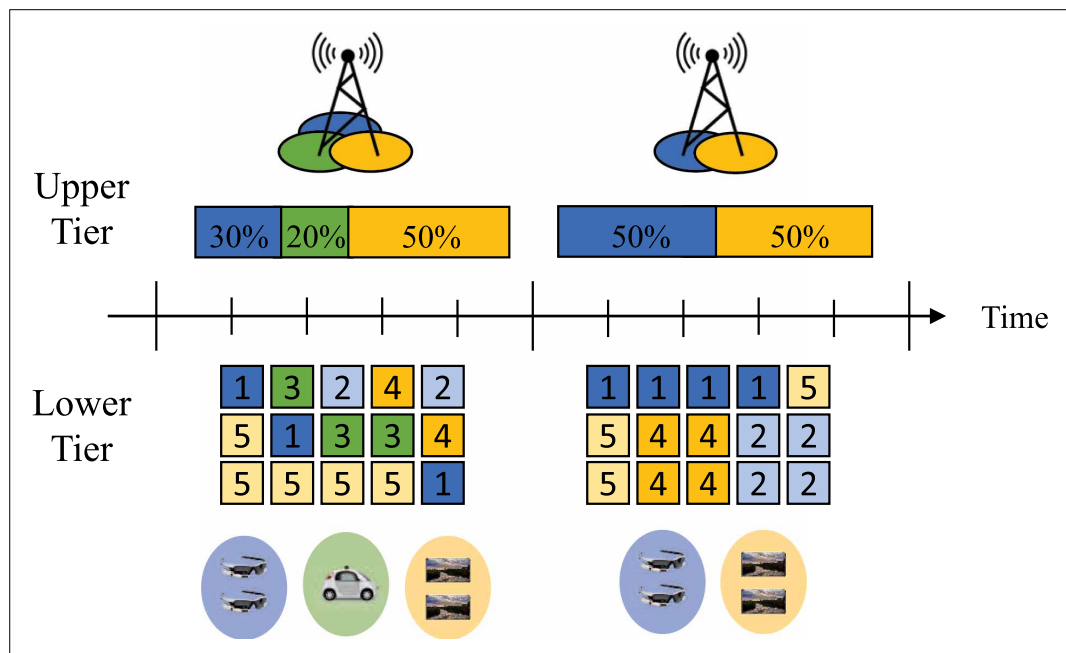 Upper
Tier
30% 20% 50%
50% 50%
Time
Lower
Tier
1 3 2 4 2
5 1 3 3 4
5 5 5 5 1
1 1 1 1 5
5 4 4 2 2
5 4 4 2 2